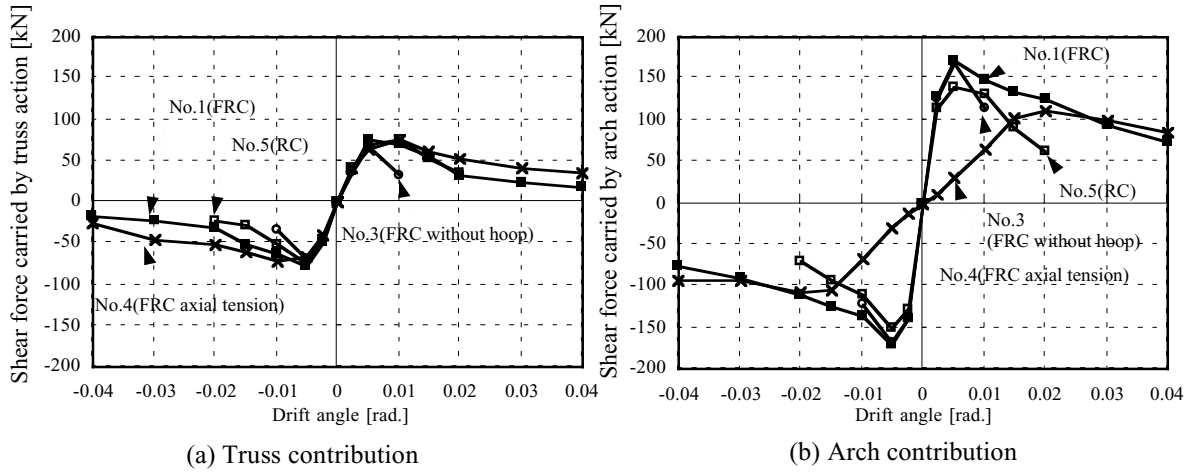 Shear force carried by truss action [kN]
200
150
100
50
0
-50
-100
-150
-200
No.1(FRC)
No.5(RC)
No.3(FRC without hoop)
No.4(FRC axial tension)
-0.04 -0.03 -0.02 -0.01 0 0.01 0.02 0.03 0.04
Drift angle [rad.]
(a) Truss contribution
Shear force carried by arch action [kN]
200
150
100
50
0
-50
-100
-150
-200
No.1(FRC)
No.5(RC)
No.3
(FRC without hoop)
No.4(FRC axial tension)
-0.04 -0.03 -0.02 -0.01 0 0.01 0.02 0.03 0.04
Drift angle [rad.]
(b) Arch contribution